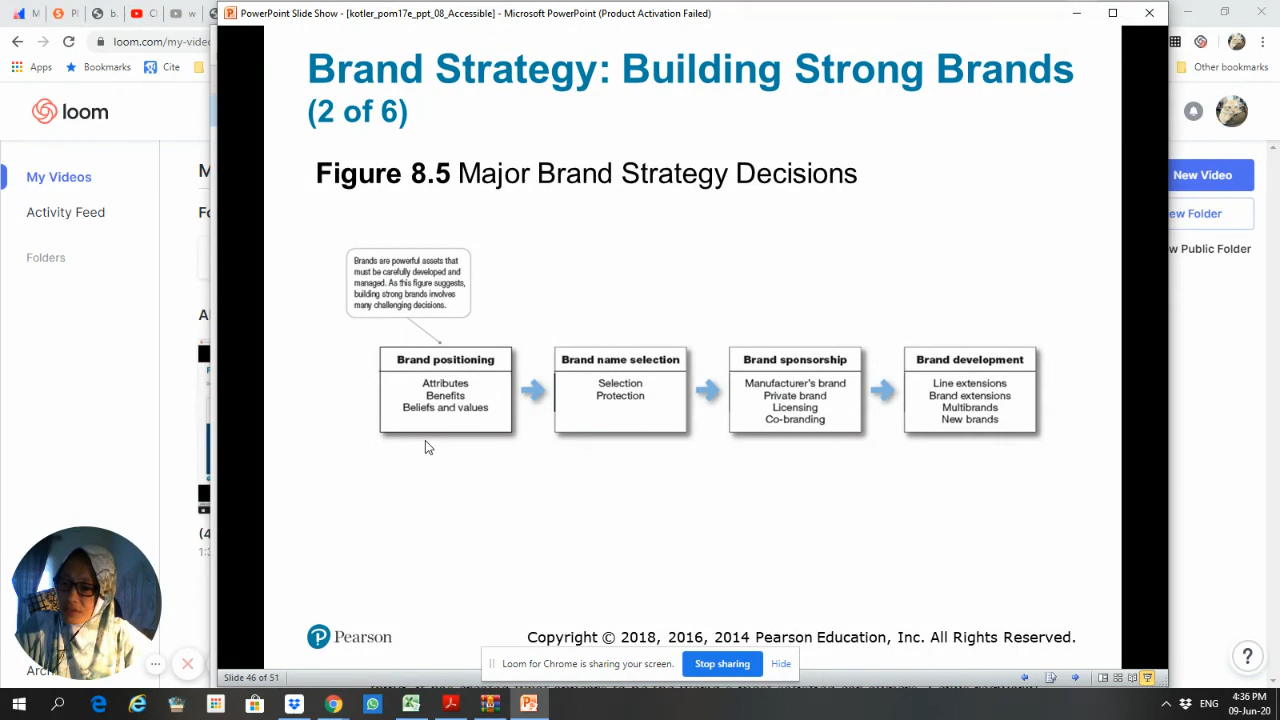 PowerPoint Slide Show - [kotler_pom17e_ppt_08_Accessible] - Microsoft PowerPoint (Product Activation Failed)
loom.com/my-video
Apps
Bookmarks
Cite
Other bookmarks
loom
My Videos
Activity Feed
Folders
New Video
New Folder
w Public Folder
Brand Strategy: Building Strong Brands
(2 of 6)
Figure 8.5 Major Brand Strategy Decisions
Brands are powerful assets that
must be carefully developed and
managed. As this figure suggests,
building strong brands involves
many challenging decisions.
Brand positioning
Attributes
Benefits
Beliefs and values
Brand name selection
Selection
Protection
Brand sponsorship
Manufacturer's brand
Private brand
Licensing
Co-branding
Brand development
Line extensions
Brand extensions
Multibrands
New brands
Pearson
Copyright © 2018, 2016, 2014 Pearson Education, Inc. All Rights Reserved.
Loom for Chrome is sharing your screen.
Stop sharing
Hide
Slide 46 of 51
ENG
4:36 PM
09-Jun-20